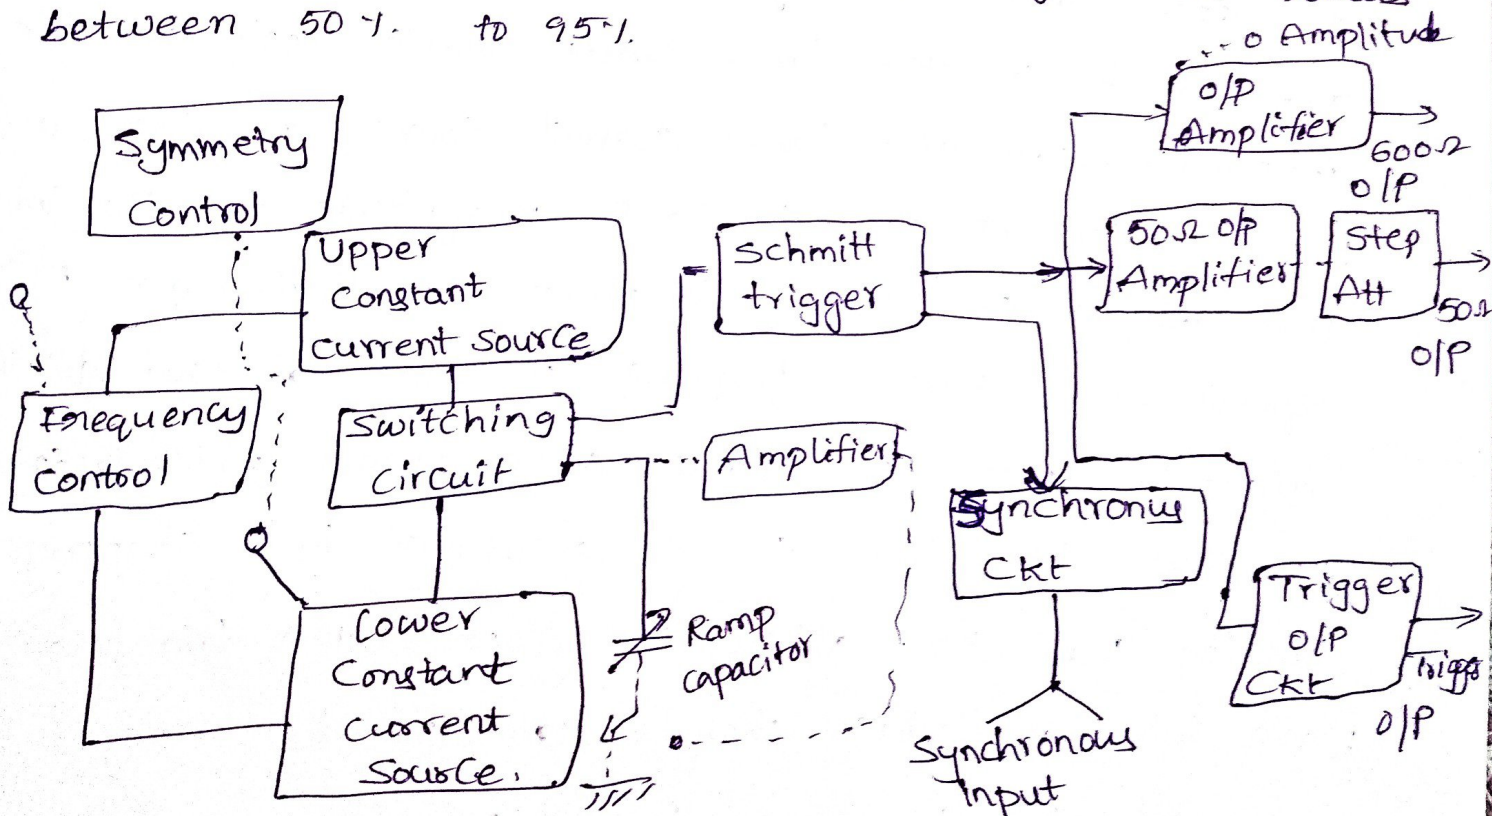 between 50 %. to 95 %.
Amplitude
O/P
Amplifier
600Ω
O/P
Symmetry
Control
Upper
Constant
Current Source
Schmitt
trigger
50Ω O/P
Amplifier
Step
Att
50Ω
O/P
Frequency
Control
Switching
Circuit
Amplifier
Synchronius
Ckt
Lower
Constant
Current
Source.
Ramp
capacitor
Trigger
O/P
Ckt
Trigger
O/P
Synchronous
Input